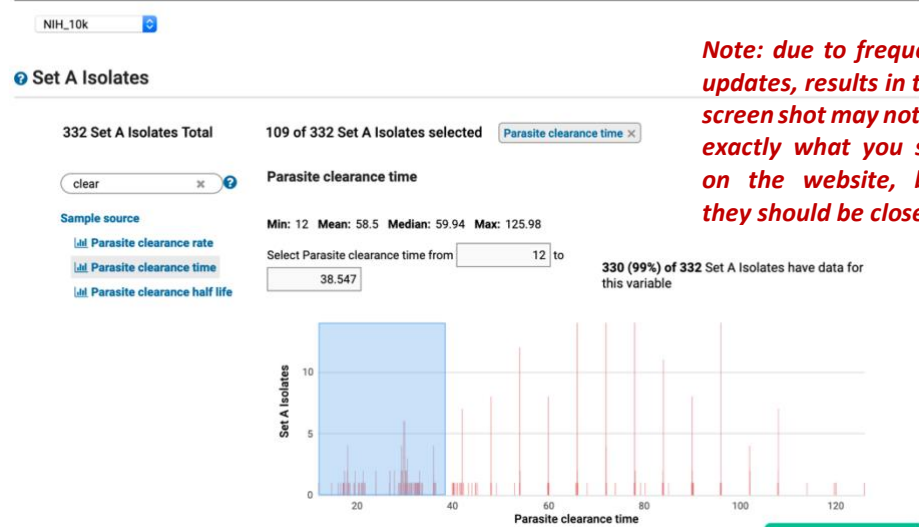 NIH_10k
Set A Isolates
332 Set A Isolates Total
109 of 332 Set A Isolates selected
Parasite clearance time ×
clear ×
Sample source
Parasite clearance rate
Parasite clearance time
Parasite clearance half life
Parasite clearance time
Min: 12 Mean: 58.5 Median: 59.94 Max: 125.98
Select Parasite clearance time from 12 to
38.547
330 (99%) of 332 Set A Isolates have data for
this variable
Note: due to freque
updates, results in t
screen shot may not
exactly what you s
on the website, b
they should be close
Set A Isolates
10
5
0
20 40 60 80 100 120
Parasite clearance time